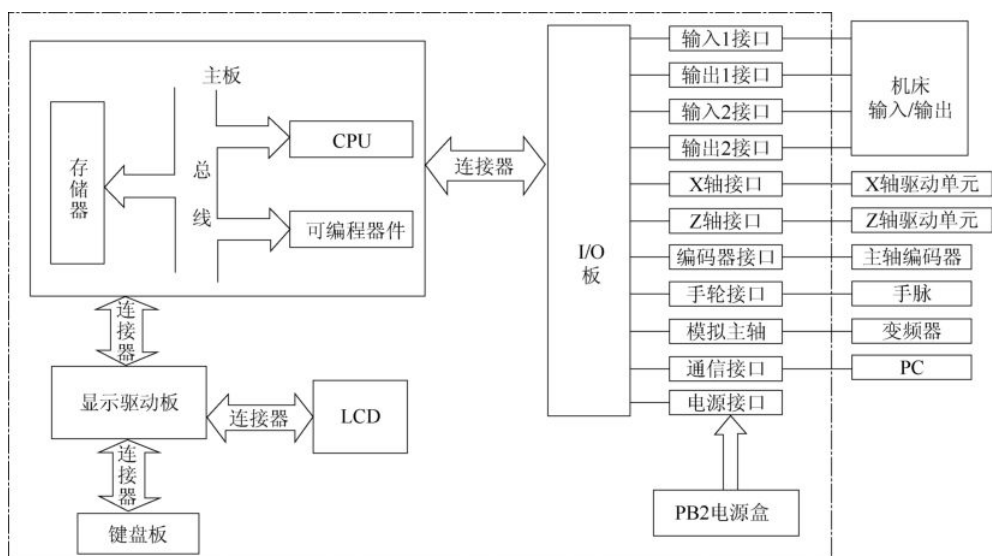 主板
存储器
总线
CPU
可编程器件
连接器
I/O
板
输入1接口
输出1接口
输入2接口
输出2接口
X轴接口
Z轴接口
编码器接口
手轮接口
模拟主轴
通信接口
电源接口
机床
输入/输出
X轴驱动单元
Z轴驱动单元
主轴编码器
手脉
变频器
PC
连接器
显示驱动板
连接器
LCD
连接器
键盘板
PB2电源盒